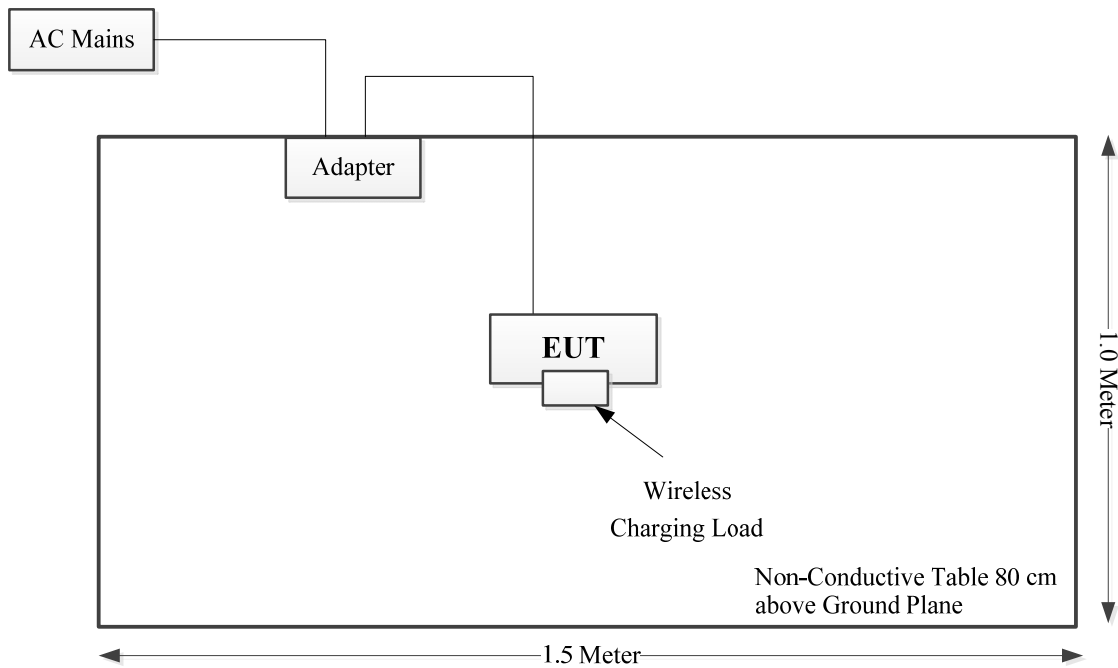 AC Mains
Adapter
EUT
1.0 Meter
Wireless
Charging Load
Non-Conductive Table 80 cm
above Ground Plane
1.5 Meter